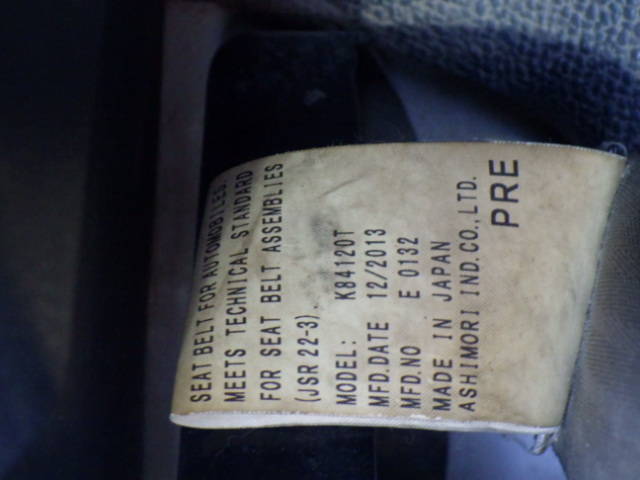 SEAT BELT FOR AUTOMOBILES.
MEETS TECHNICAL STANDARD
FOR SEAT BELT ASSEMBLIES
(JSR 22-3)
MODEL: K84120T
MFD.DATE 12/2013
MFD.NO E 0132
MADE IN JAPAN
ASHIMORI IND.CO.,LTD.
PRE